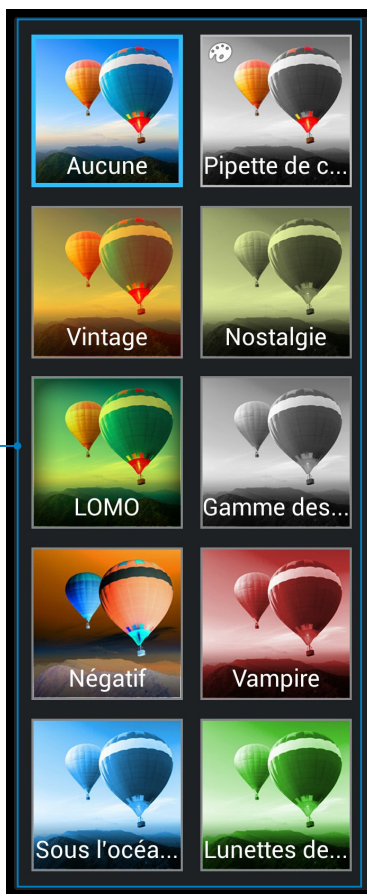 Aucune
Pipette de c...
Vintage
Nostalgie
LOMO
Gamme des...
Négatif
Vampire
Sous l'océa...
Lunettes de...